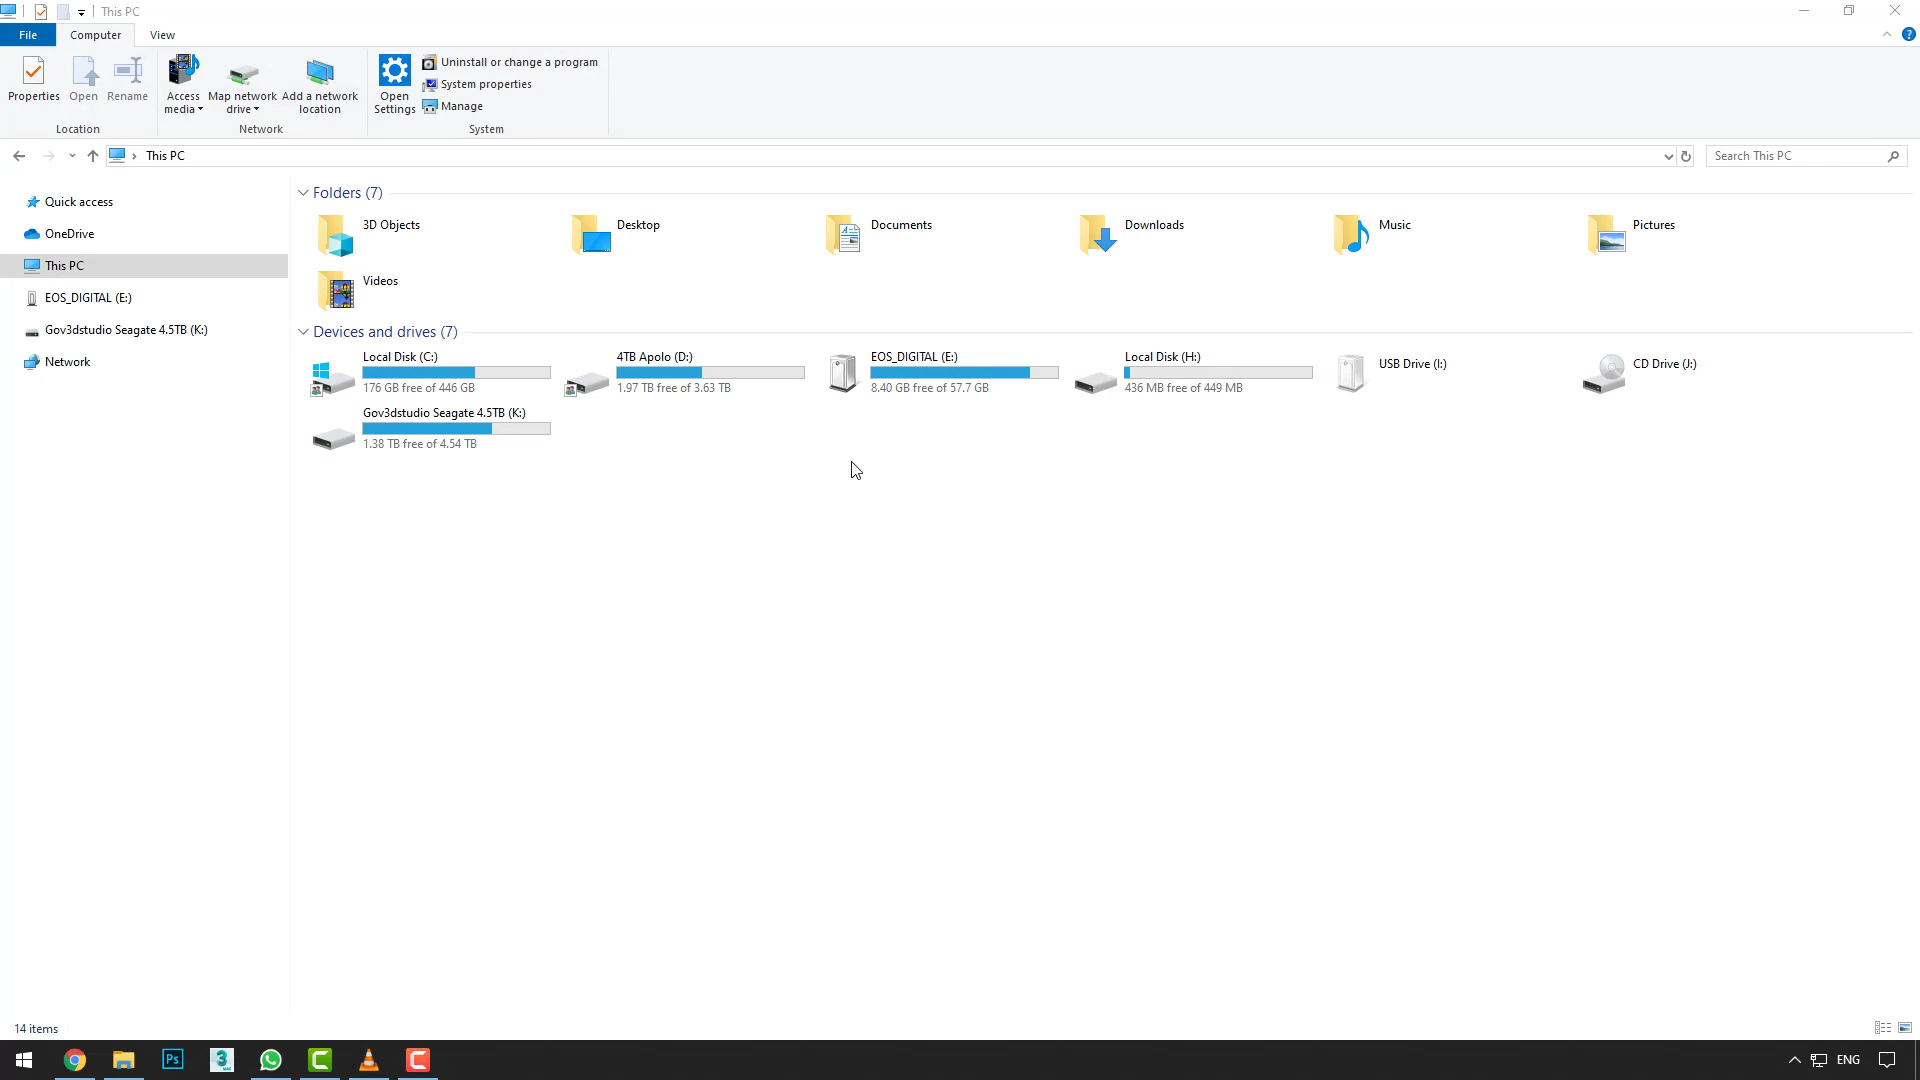 This PC
File
Computer
View
Properties
Open
Rename
Access media
Map network drive
Add a network location
Open Settings
Uninstall or change a program
System properties
Manage
Location
Network
System
This PC
Search This PC
Quick access
OneDrive
This PC
EOS_DIGITAL (E:)
Gov3dstudio Seagate 4.5TB (K:)
Network
Folders (7)
3D Objects
Desktop
Documents
Downloads
Music
Pictures
Videos
Devices and drives (7)
Local Disk (C:)
176 GB free of 446 GB
4TB Apolo (D:)
1.97 TB free of 3.63 TB
EOS_DIGITAL (E:)
8.40 GB free of 57.7 GB
Local Disk (H:)
436 MB free of 449 MB
USB Drive (I:)
CD Drive (J:)
Gov3dstudio Seagate 4.5TB (K:)
1.38 TB free of 4.54 TB
14 items
Ps
3
ENG